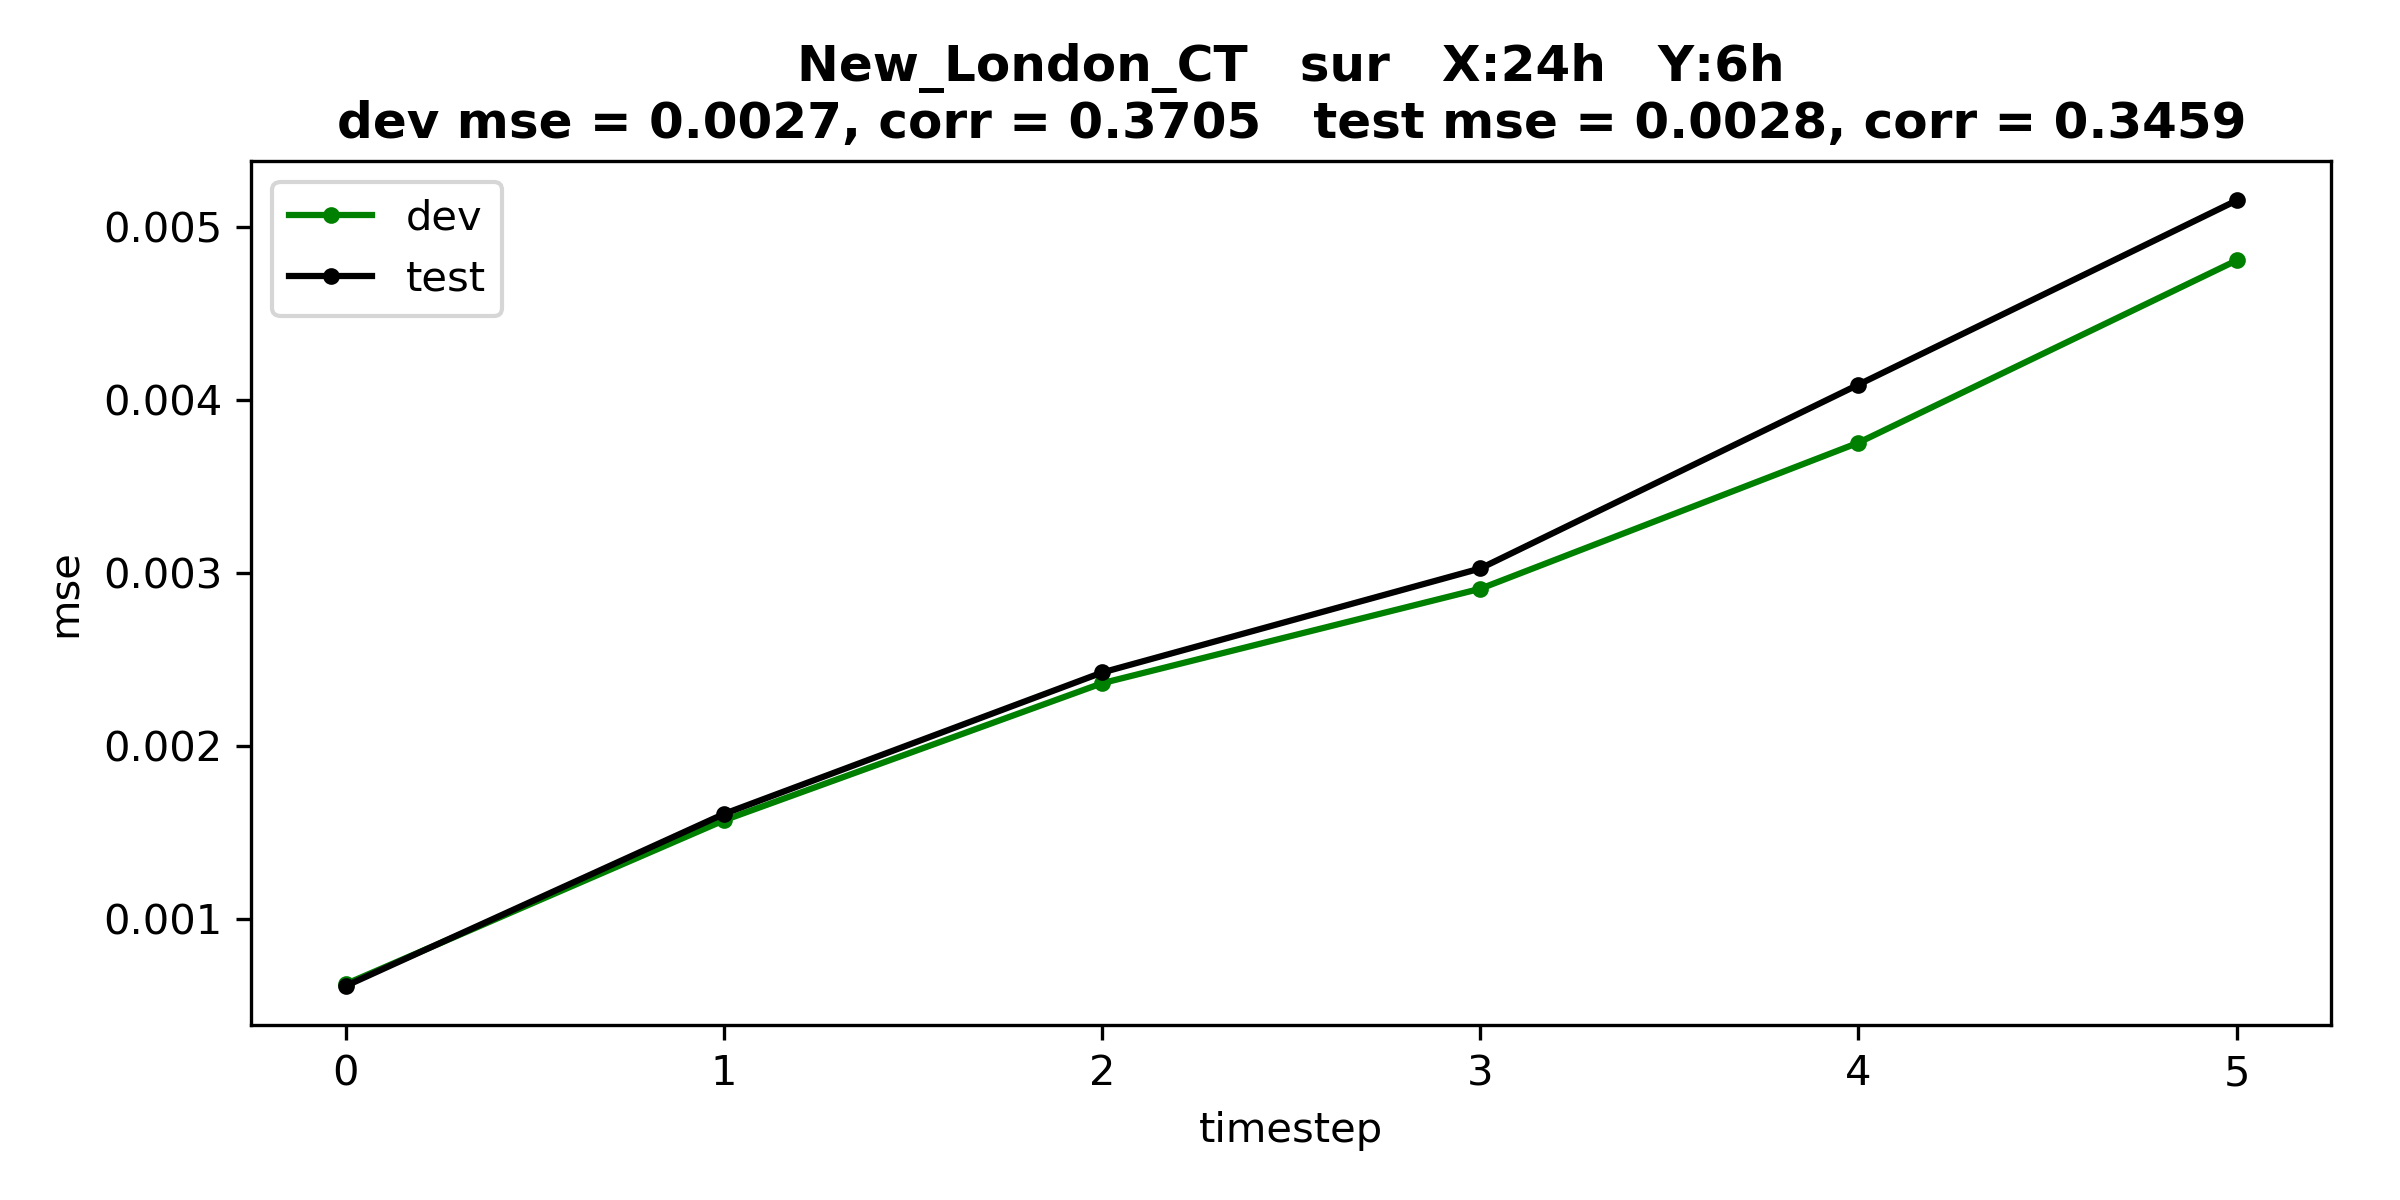 New_London_CT   sur   X:24h   Y:6h
dev mse = 0.0027, corr = 0.3705   test mse = 0.0028, corr = 0.3459
dev
test
0.005
0.004
0.003
0.002
0.001
mse
0 1 2 3 4 5
timestep